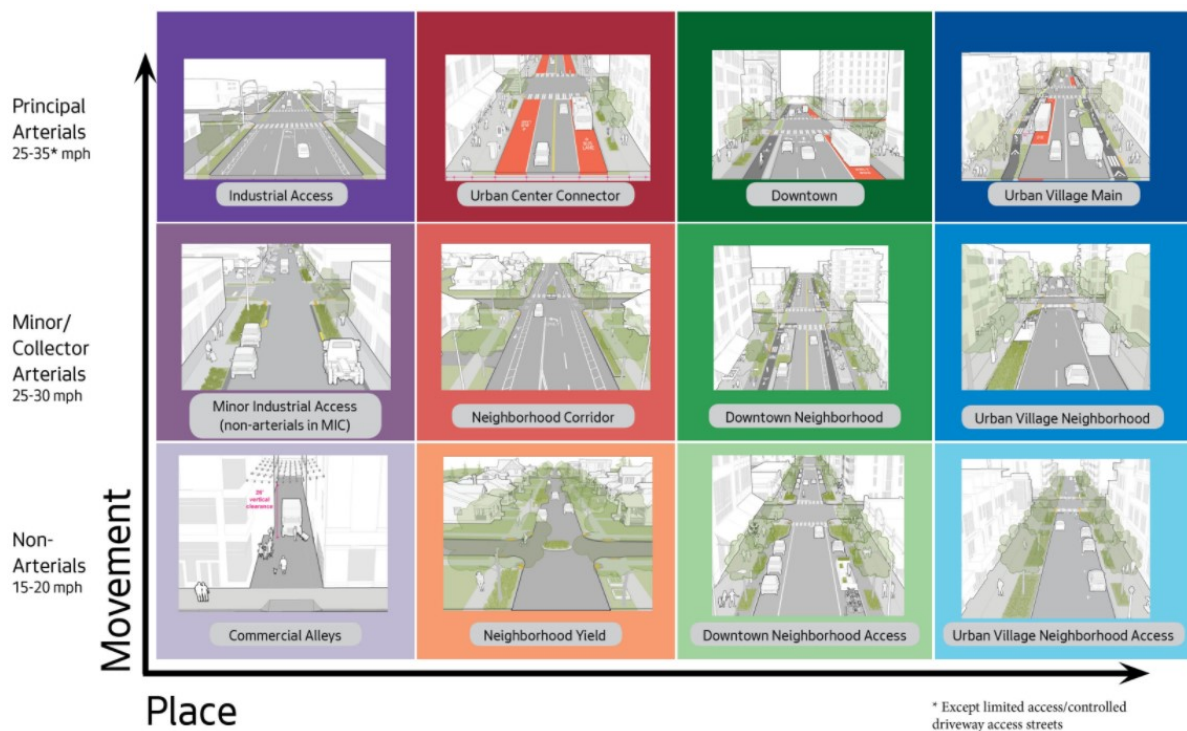 Principal
Arterials
25-35* mph
Industrial Access
Urban Center Connector
Downtown
Urban Village Main
Minor/
Collector
Arterials
25-30 mph
Minor Industrial Access
(non-arterials in MIC)
Neighborhood Corridor
Downtown Neighborhood
Urban Village Neighborhood
Non-
Arterials
15-20 mph
vertical
clearance
Commercial Alleys
Neighborhood Yield
Downtown Neighborhood Access
Urban Village Neighborhood Access
Movement
Place
* Except limited access/controlled
driveway access streets